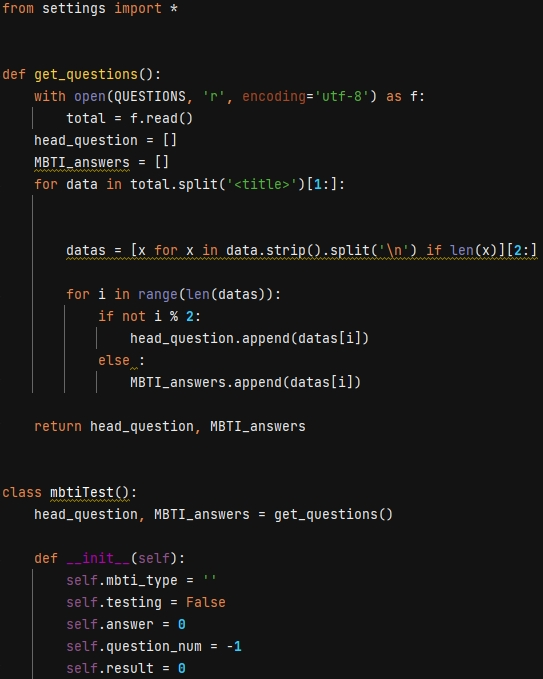 from settings import *
def get_questions():
    with open(QUESTIONS, 'r', encoding='utf-8') as f:
        total = f.read()
    head_question = []
    MBTI_answers = []
    for data in total.split('<title>')[1:]:
        datas = [x for x in data.strip().split('\n') if len(x)][2:]
        for i in range(len(datas)):
            if not i % 2:
                head_question.append(datas[i])
            else :
                MBTI_answers.append(datas[i])
    return head_question, MBTI_answers
class mbtiTest():
    head_question, MBTI_answers = get_questions()
    def __init__(self):
        self.mbti_type = ''
        self.testing = False
        self.answer = 0
        self.question_num = -1
        self.result = 0